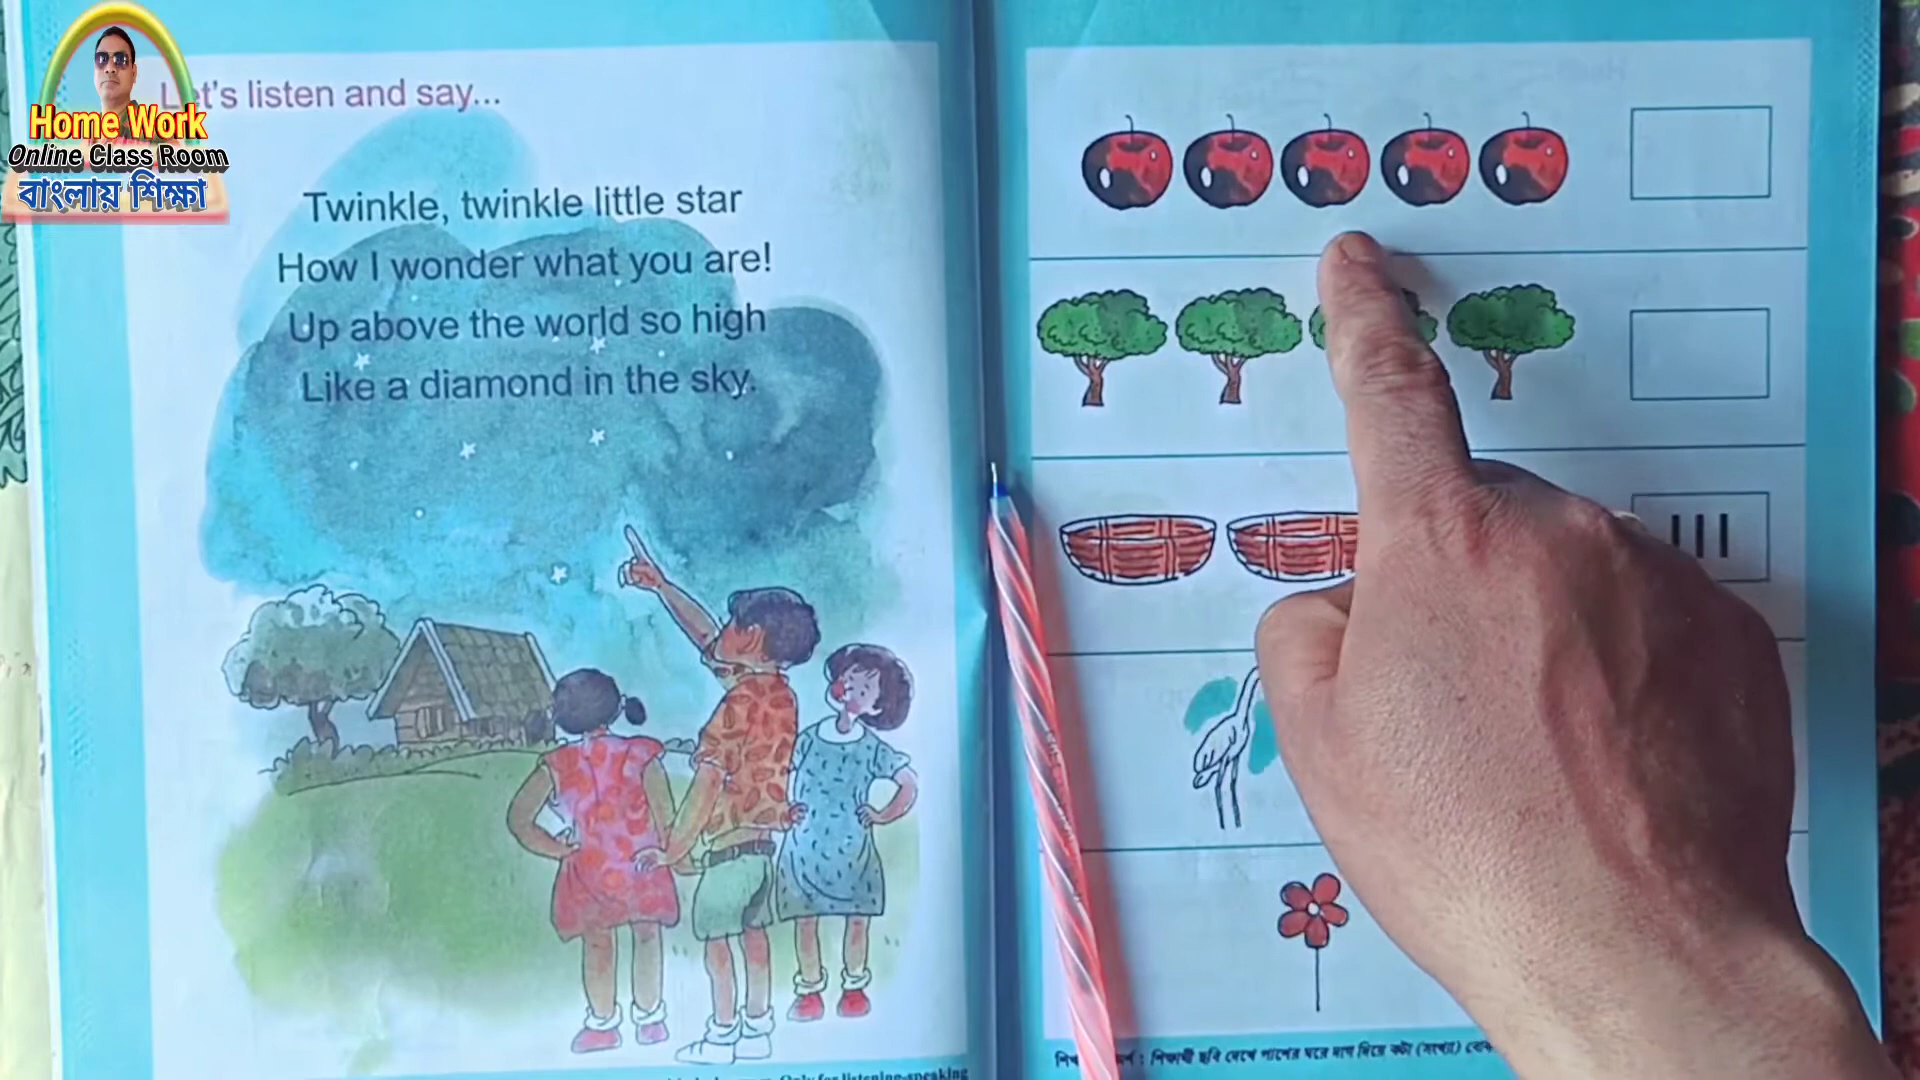 Let's listen and say...
Home Work
Online Class Room
বাংলায় শিক্ষা
Twinkle, twinkle little star
How I wonder what you are!
Up above the world so high
Like a diamond in the sky.
Only for listening-speaking
শিক্ষার্থী ছবি দেখে পাশের ঘরে দাগ দিয়ে কটা (সংখ্যা)